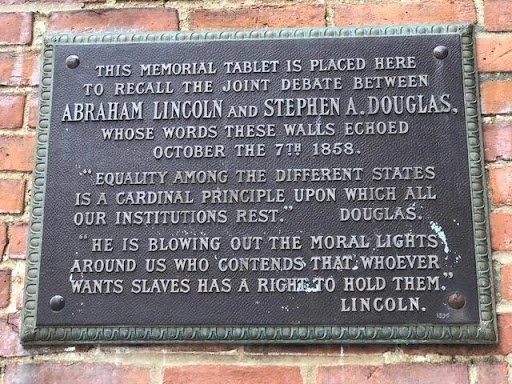 THIS MEMORIAL TABLET IS PLACED HERE
TO RECALL THE JOINT DEBATE BETWEEN
ABRAHAM LINCOLN AND STEPHEN A. DOUGLAS,
WHOSE WORDS THESE WALLS ECHOED
OCTOBER THE 7TH 1858.
"EQUALITY AMONG THE DIFFERENT STATES
IS A CARDINAL PRINCIPLE UPON WHICH ALL
OUR INSTITUTIONS REST." DOUGLAS.
"HE IS BLOWING OUT THE MORAL LIGHTS
AROUND US WHO CONTENDS THAT WHOEVER
WANTS SLAVES HAS A RIGHT TO HOLD THEM."
LINCOLN.